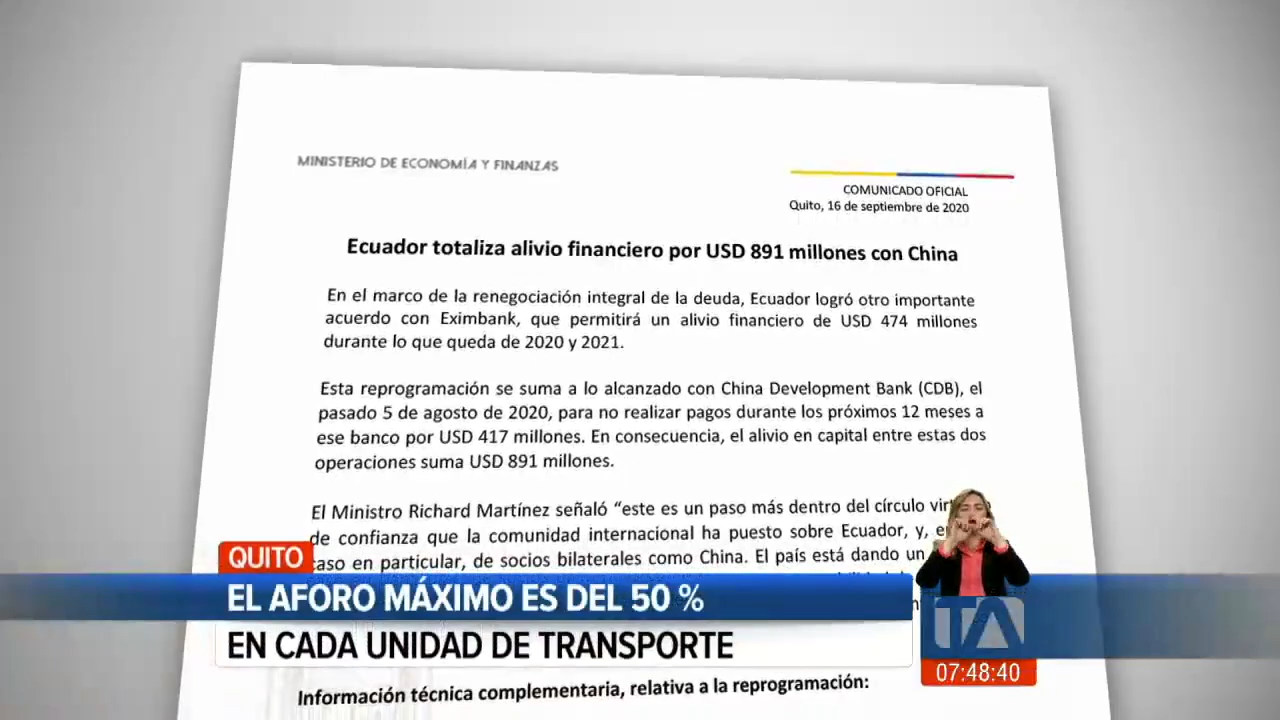 MINISTERIO DE ECONOMÍA Y FINANZAS
COMUNICADO OFICIAL
Quito, 16 de septiembre de 2020
Ecuador totaliza alivio financiero por USD 891 millones con China
En el marco de la renegociación integral de la deuda, Ecuador logró otro importante
acuerdo con Eximbank, que permitirá un alivio financiero de USD 474 millones
durante lo que queda de 2020 y 2021.
Esta reprogramación se suma a lo alcanzado con China Development Bank (CDB), el
pasado 5 de agosto de 2020, para no realizar pagos durante los próximos 12 meses a
ese banco por USD 417 millones. En consecuencia, el alivio en capital entre estas dos
operaciones suma USD 891 millones.
El Ministro Richard Martínez señaló “este es un paso más dentro del círculo
de confianza que la comunidad internacional ha puesto sobre Ecuador, y,
caso en particular, de socios bilaterales como China. El país está dando un
QUITO
EL AFORO MÁXIMO ES DEL 50 %
EN CADA UNIDAD DE TRANSPORTE
TA
07:48:40
Información técnica complementaria, relativa a la reprogramación: